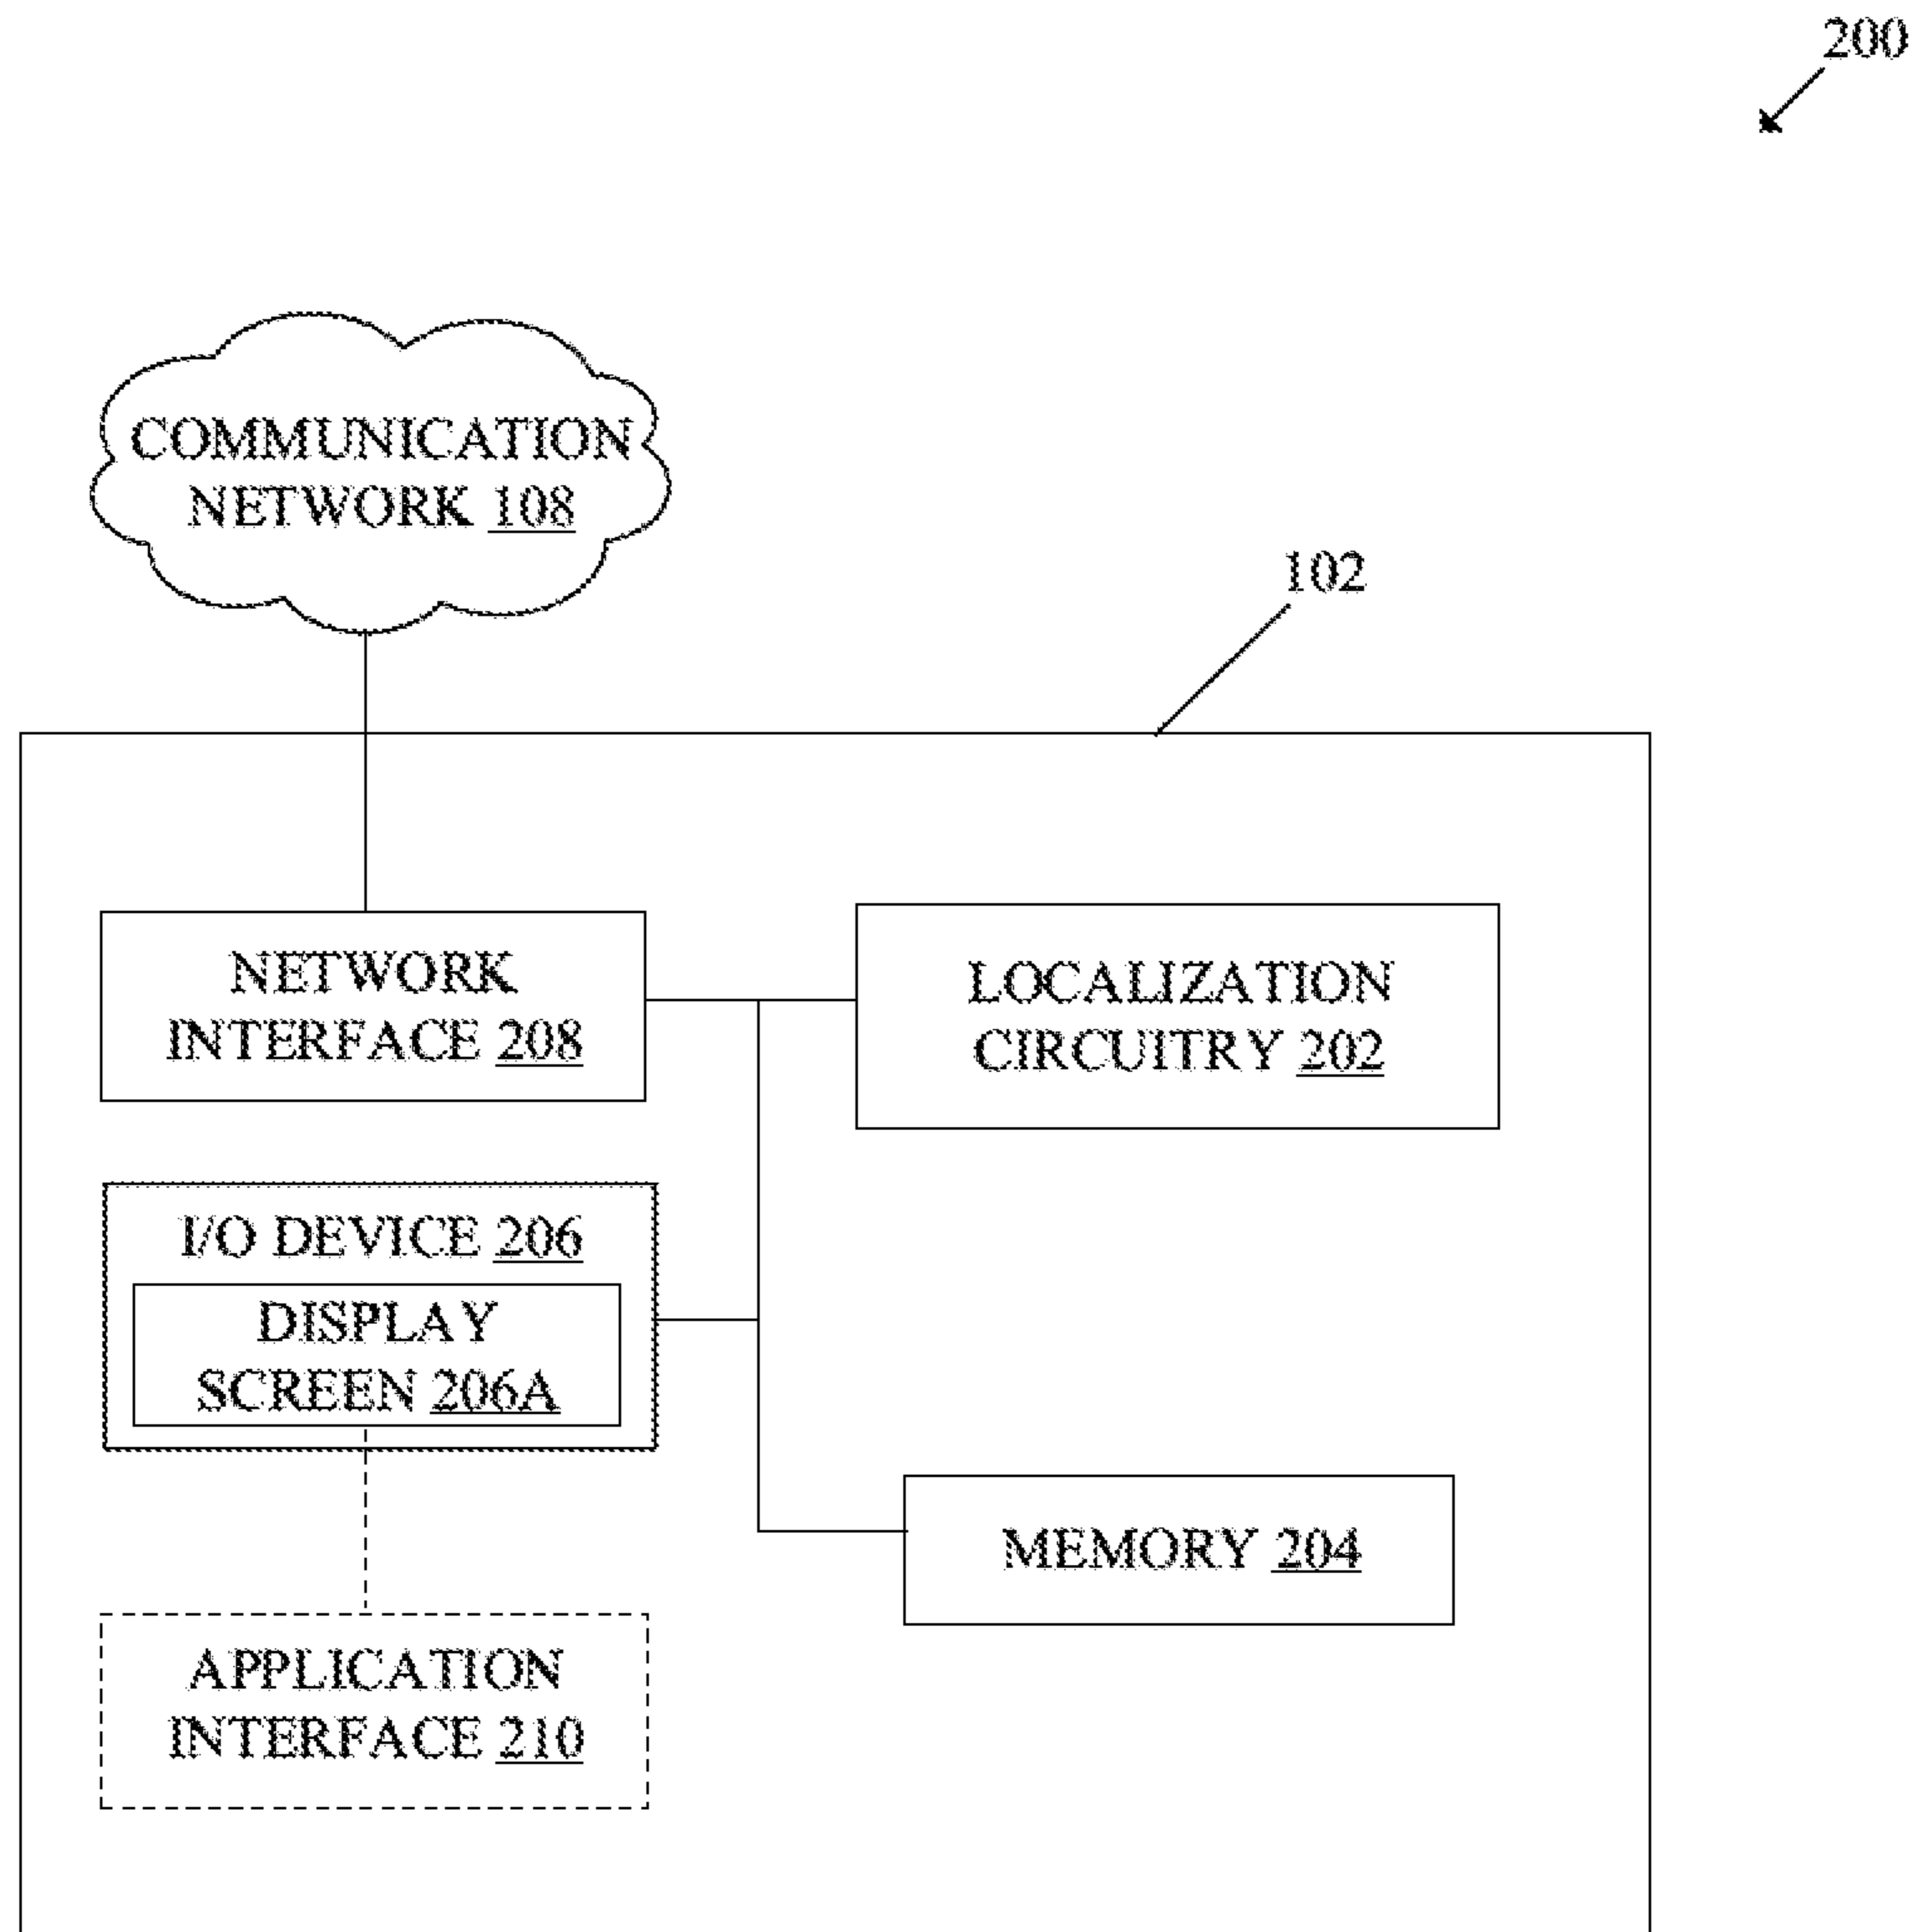 200
COMMUNICATION
NETWORK 108
102
NETWORK
INTERFACE 208
LOCALIZATION
CIRCUITRY 202
I/O DEVICE 206
DISPLAY
SCREEN 206A
MEMORY 204
APPLICATION
INTERFACE 210